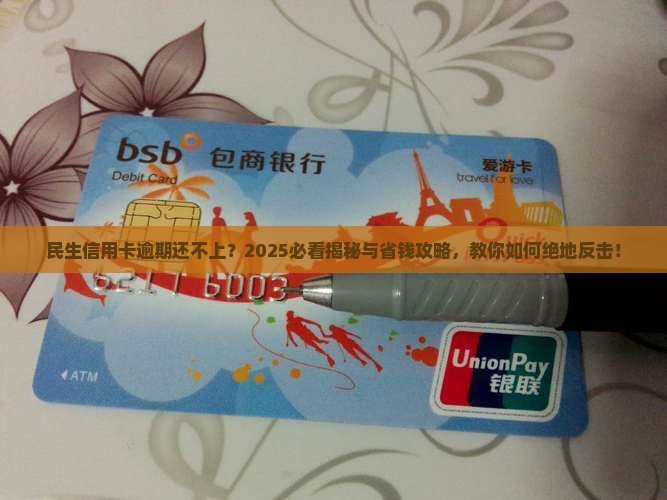 bsb 包商银行
Debit Card
爱游卡
travel for love
民生信用卡逾期还不上？2025必看揭秘与省钱攻略，教你如何绝地反击！
6217 6003
ATM
UnionPay
银联